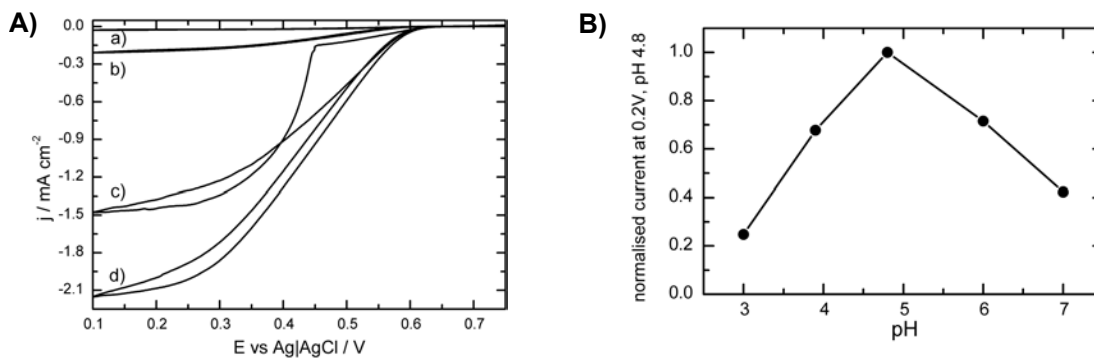 A)
0.0
-0.3
-0.6
-0.9
-1.2
-1.5
-1.8
-2.1
j / mA cm-2
a)
b)
c)
d)
0.1 0.2 0.3 0.4 0.5 0.6 0.7
E vs Ag|AgCl / V
B)
1.0
0.8
0.6
0.4
0.2
0.0
normalised current at 0.2V, pH 4.8
3 4 5 6 7
pH